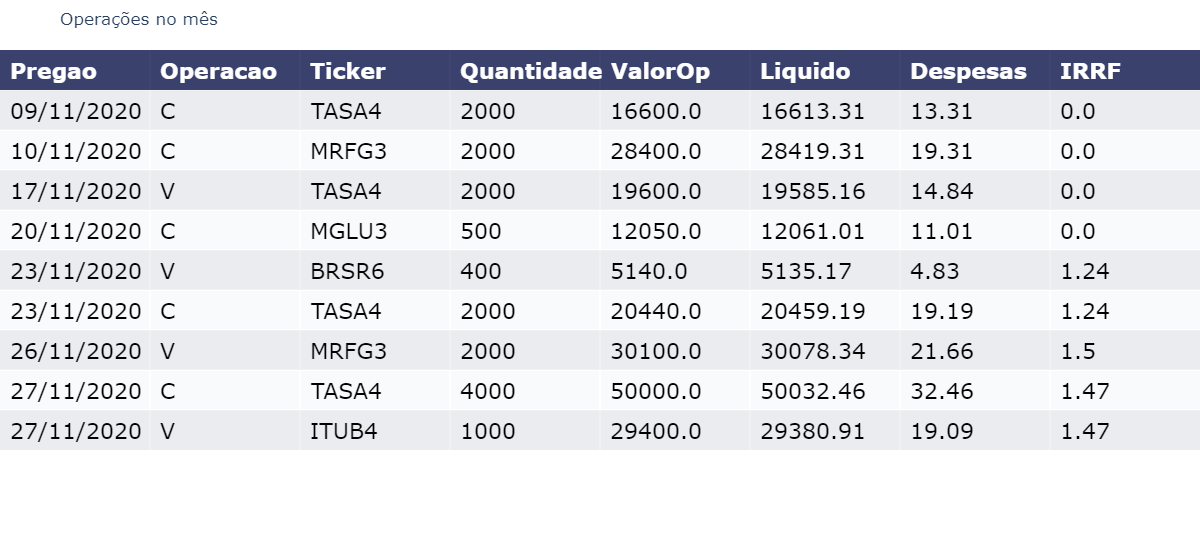 Operações no mês
Pregao Operacao Ticker Quantidade ValorOp Liquido Despesas IRRF
09/11/2020 C TASA4 2000 16600.0 16613.31 13.31 0.0
10/11/2020 C MRFG3 2000 28400.0 28419.31 19.31 0.0
17/11/2020 V TASA4 2000 19600.0 19585.16 14.84 0.0
20/11/2020 C MGLU3 500 12050.0 12061.01 11.01 0.0
23/11/2020 V BRSR6 400 5140.0 5135.17 4.83 1.24
23/11/2020 C TASA4 2000 20440.0 20459.19 19.19 1.24
26/11/2020 V MRFG3 2000 30100.0 30078.34 21.66 1.5
27/11/2020 C TASA4 4000 50000.0 50032.46 32.46 1.47
27/11/2020 V ITUB4 1000 29400.0 29380.91 19.09 1.47